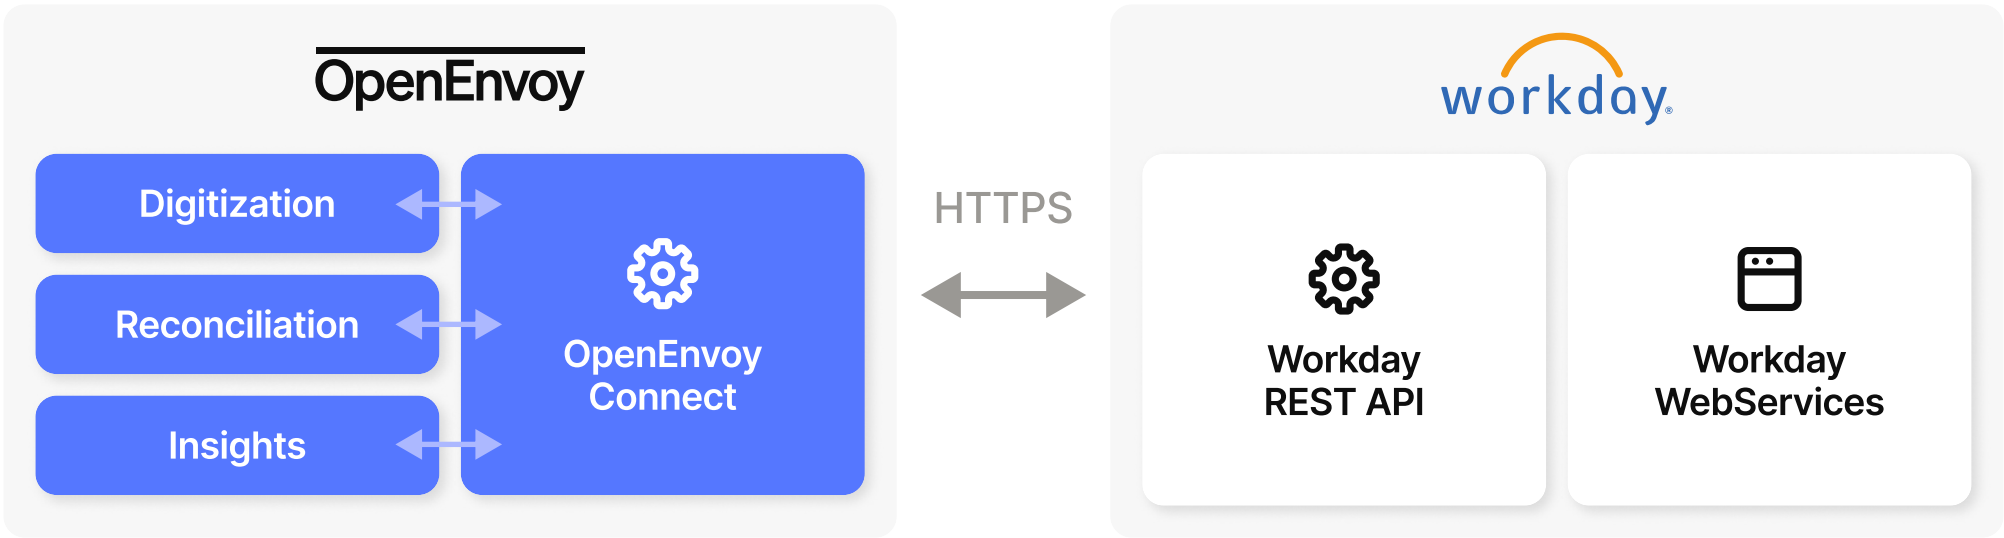 OpenEnvoy
Digitization
Reconciliation
Insights
OpenEnvoy
Connect
HTTPS
workday®
Workday
REST API
Workday
WebServices